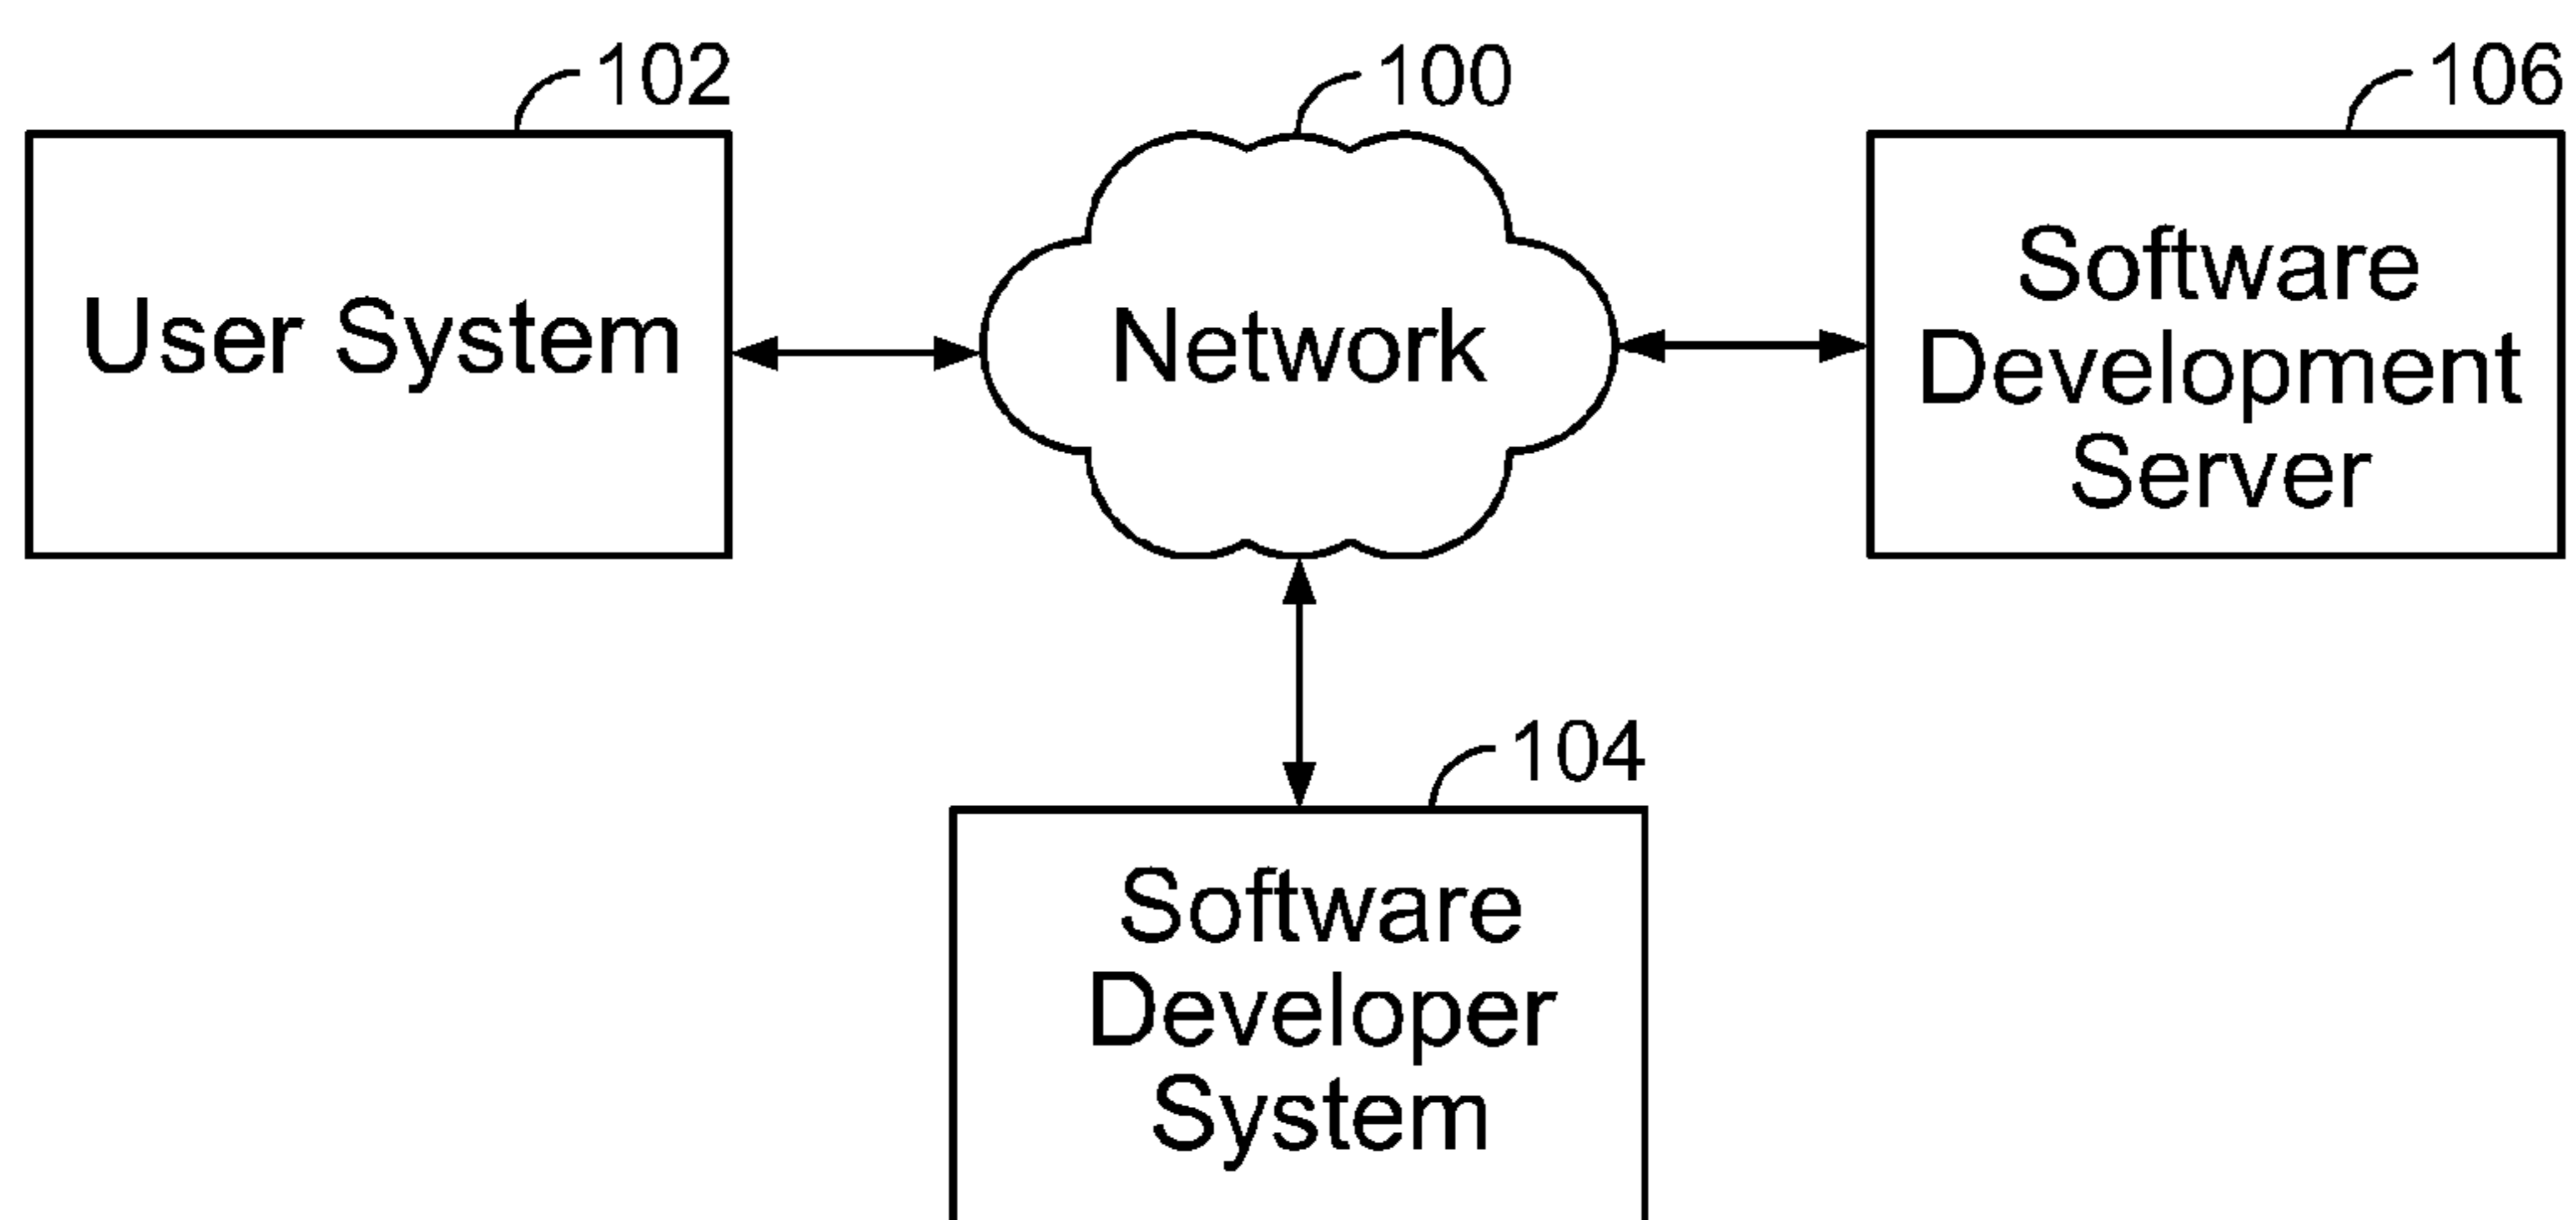 102
100
106
User System
Network
Software
Development
Server
104
Software
Developer
System